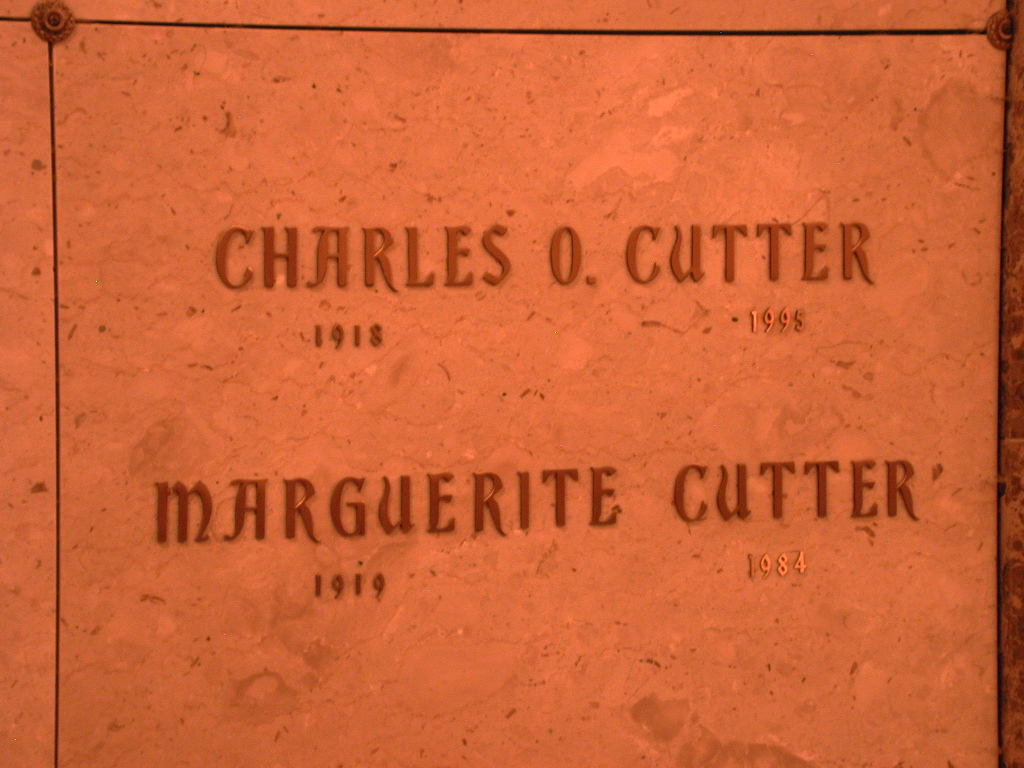 CHARLES O. CUTTER
1918 1995
MARGUERITE CUTTER
1919 1984